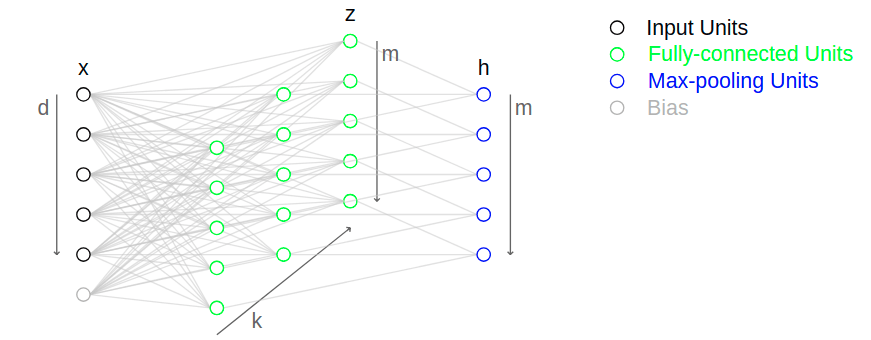 z
x
h
m
d
m
k
Input Units
Fully-connected Units
Max-pooling Units
Bias